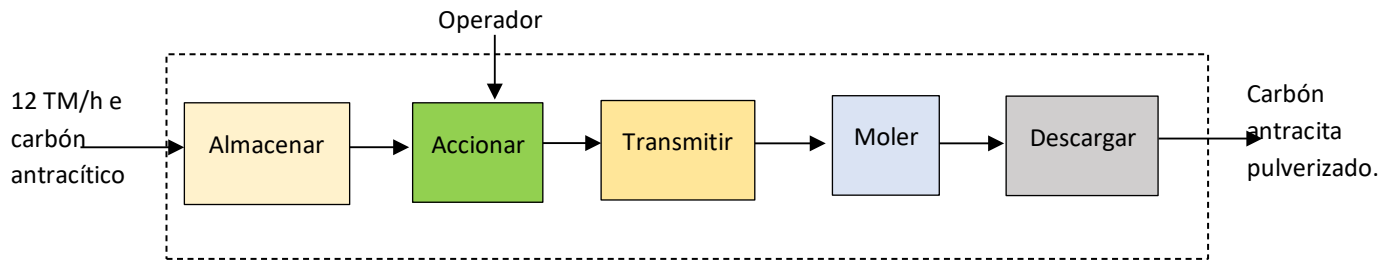 Operador
12 TM/h e
carbón
antracítico
Almacenar
Accionar
Transmitir
Moler
Descargar
Carbón
antracita
pulverizado.